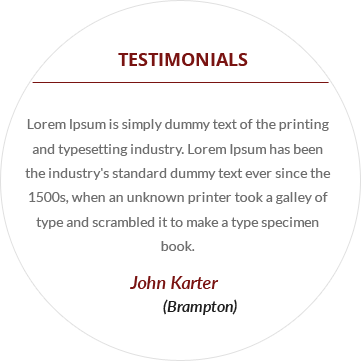 TESTIMONIALS
Lorem Ipsum is simply dummy text of the printing
and typesetting industry. Lorem Ipsum has been
the industry's standard dummy text ever since the
1500s, when an unknown printer took a galley of
type and scrambled it to make a type specimen
book.
John Karter
(Brampton)